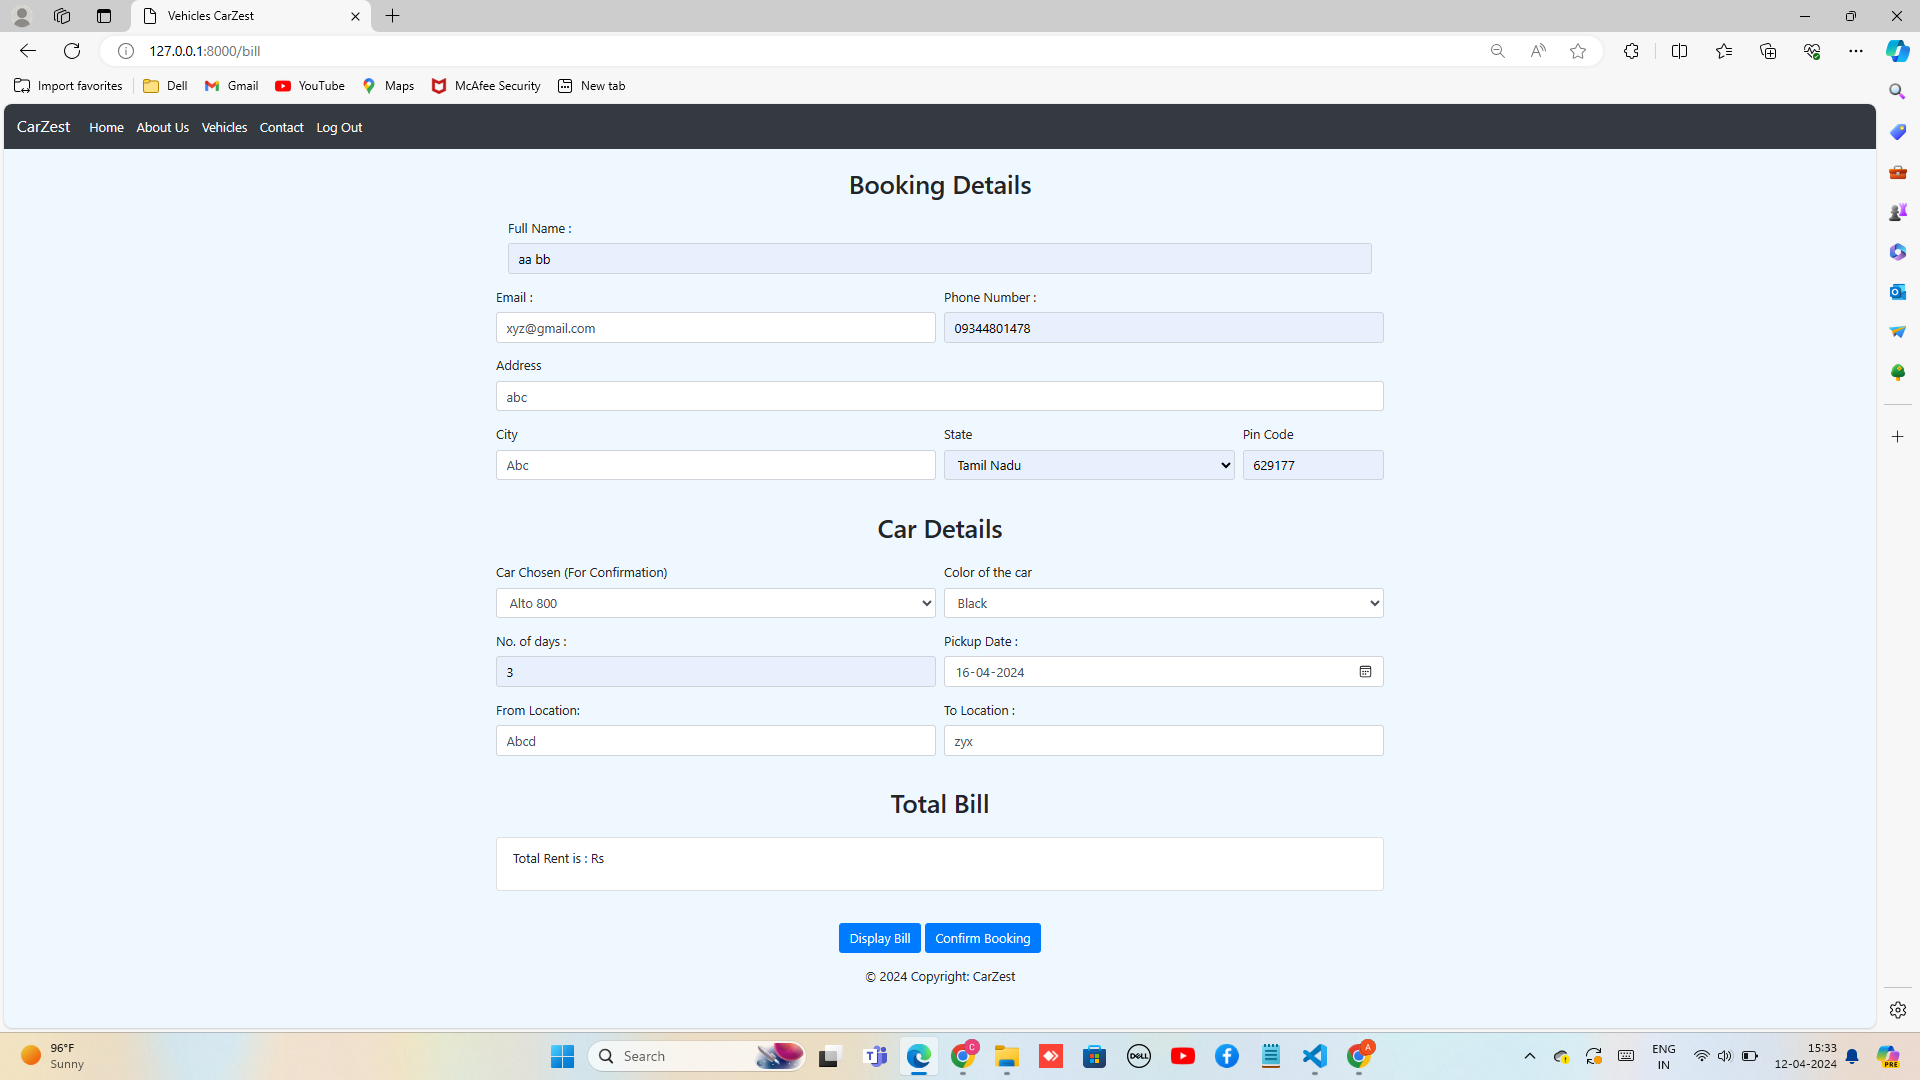 Vehicles CarZest
127.0.0.1:8000/bill
Import favorites Dell Gmail YouTube Maps McAfee Security New tab
CarZest Home About Us Vehicles Contact Log Out
Booking Details
Full Name :
aa bb
Email : Phone Number :
xyz@gmail.com 09344801478
Address
abc
City State Pin Code
Abc Tamil Nadu 629177
Car Details
Car Chosen (For Confirmation) Color of the car
Alto 800 Black
No. of days : Pickup Date :
3 16-04-2024
From Location: To Location :
Abcd zyx
Total Bill
Total Rent is : Rs
Display Bill Confirm Booking
© 2024 Copyright: CarZest
96°F
Sunny
Search
DELL
C
A
ENG
IN
15:33
12-04-2024
PRE